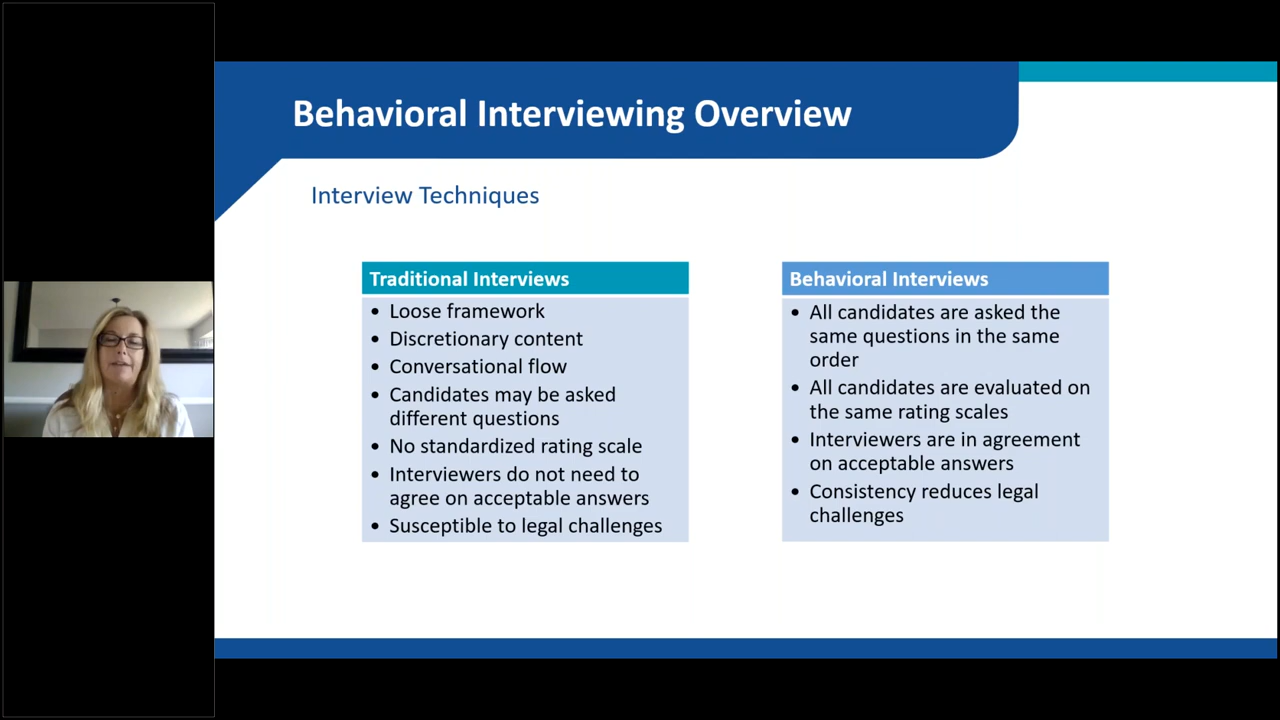 Behavioral Interviewing Overview
Interview Techniques
Traditional Interviews
• Loose framework
• Discretionary content
• Conversational flow
• Candidates may be asked
different questions
• No standardized rating scale
• Interviewers do not need to
agree on acceptable answers
• Susceptible to legal challenges
Behavioral Interviews
• All candidates are asked the
same questions in the same
order
• All candidates are evaluated on
the same rating scales
• Interviewers are in agreement
on acceptable answers
• Consistency reduces legal
challenges